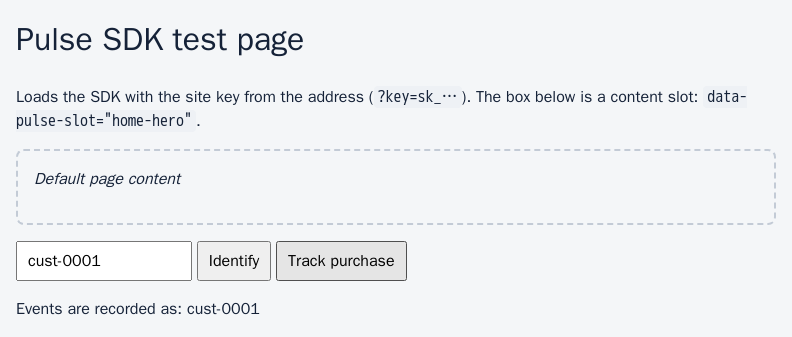 Pulse SDK test page
Loads the SDK with the site key from the address ( ?key=sk_… ). The box below is a content slot: data-
pulse-slot="home-hero" .
Default page content
cust-0001 Identify Track purchase
Events are recorded as: cust-0001